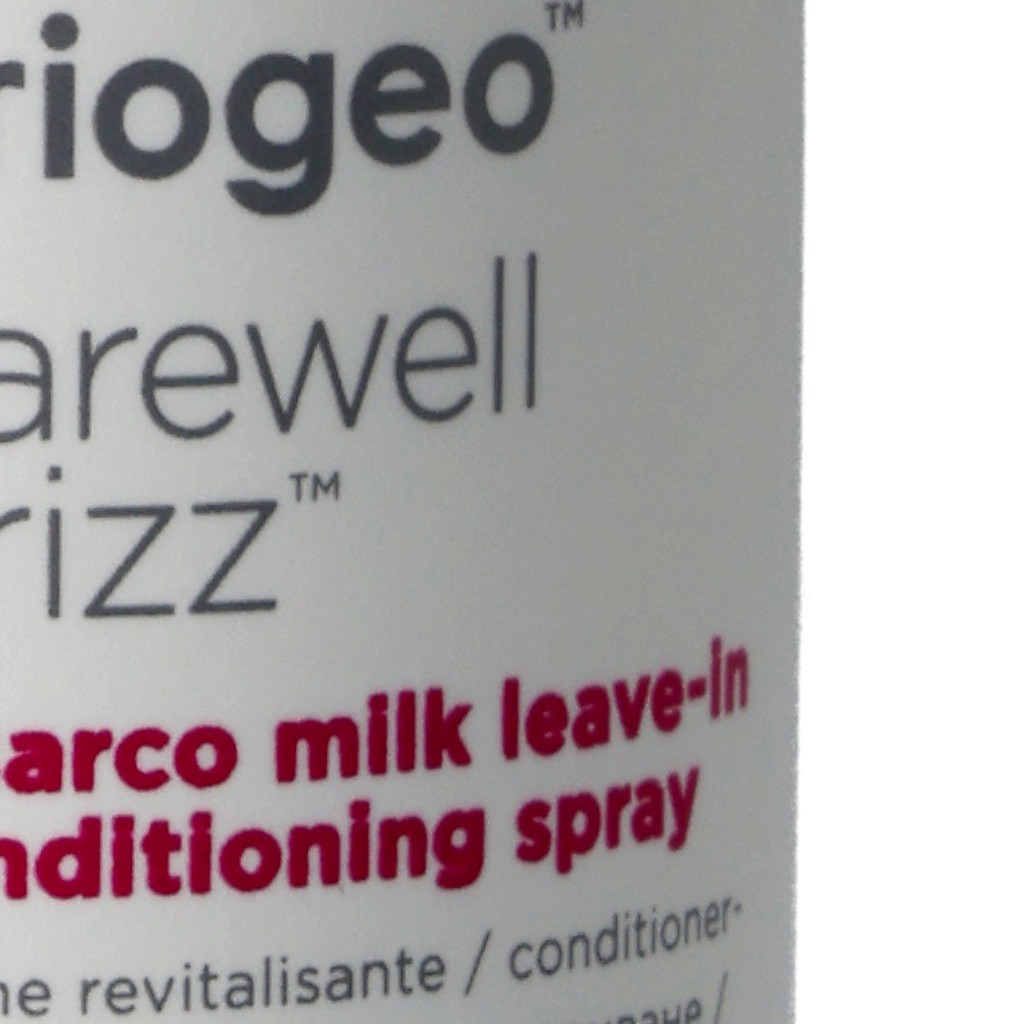 riogeo™
arewell
rizz™
arco milk leave-in
nditioning spray
ne revitalisante / conditioner-